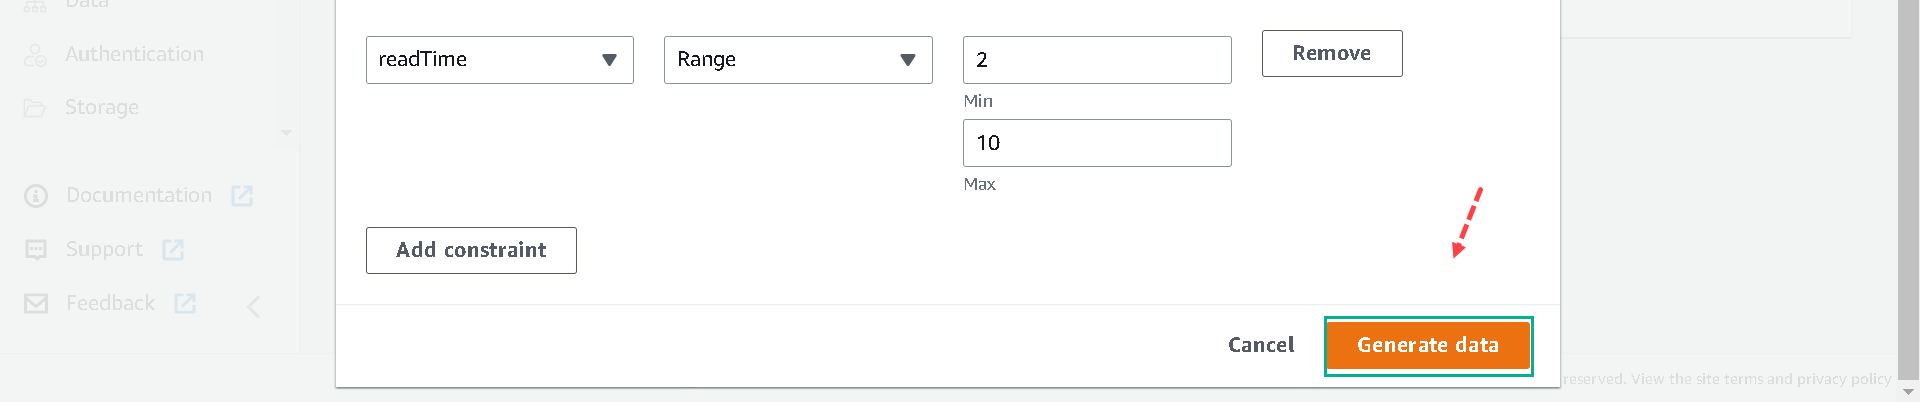 Data
Authentication
Storage
Documentation
Support
Feedback
readTime
Range
2
Min
10
Max
Remove
Add constraint
Cancel
Generate data
reserved. View the site terms and privacy policy